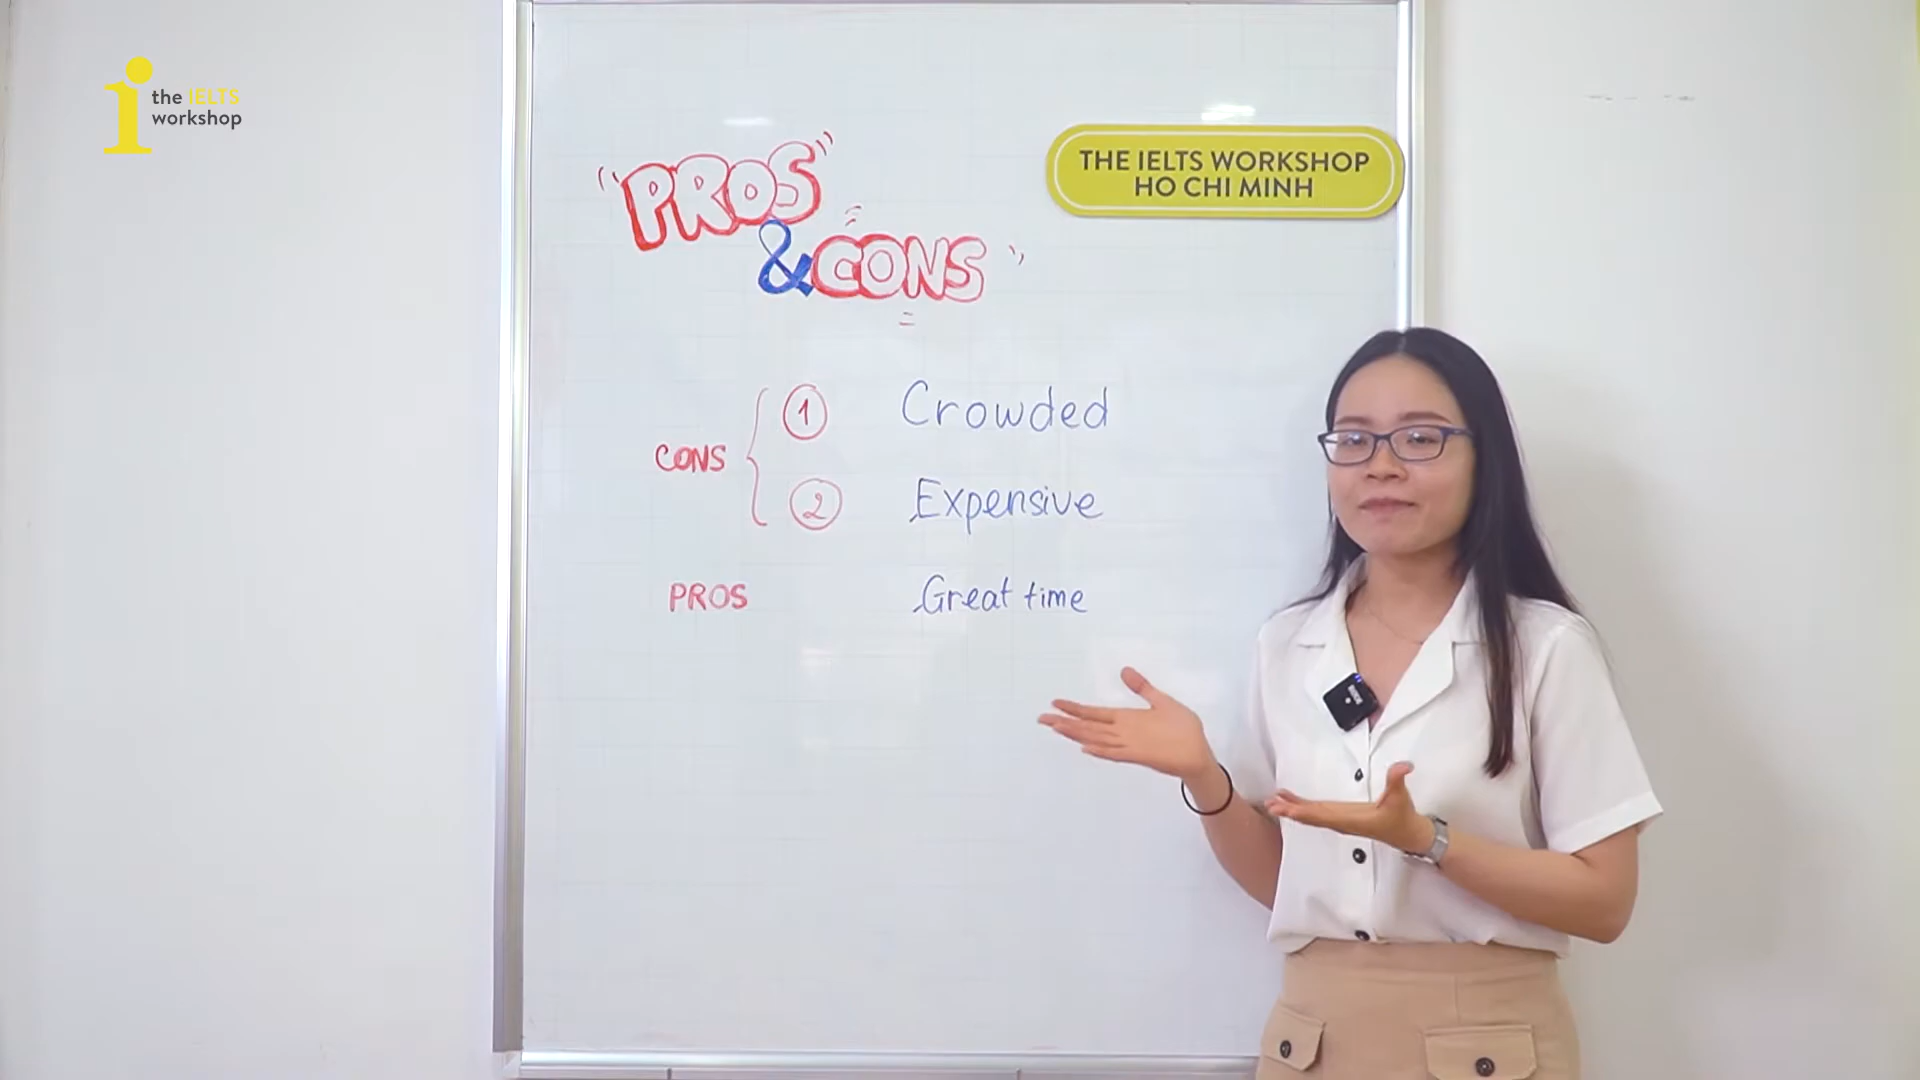 the IELTS
workshop
THE IELTS WORKSHOP
HO CHI MINH
"PROS"
& CONS
CONS
1 Crowded
2 Expensive
PROS Great time